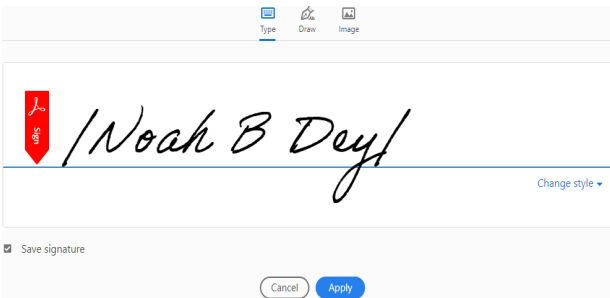 Type Draw Image
Sign
/Noah B Dey/
Change style
Save signature
Cancel Apply